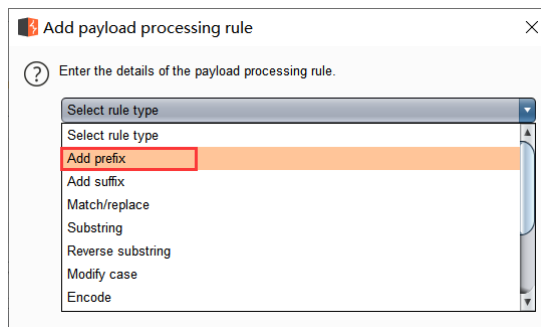 Add payload processing rule
Enter the details of the payload processing rule.
Select rule type
Select rule type
Add prefix
Add suffix
Match/replace
Substring
Reverse substring
Modify case
Encode